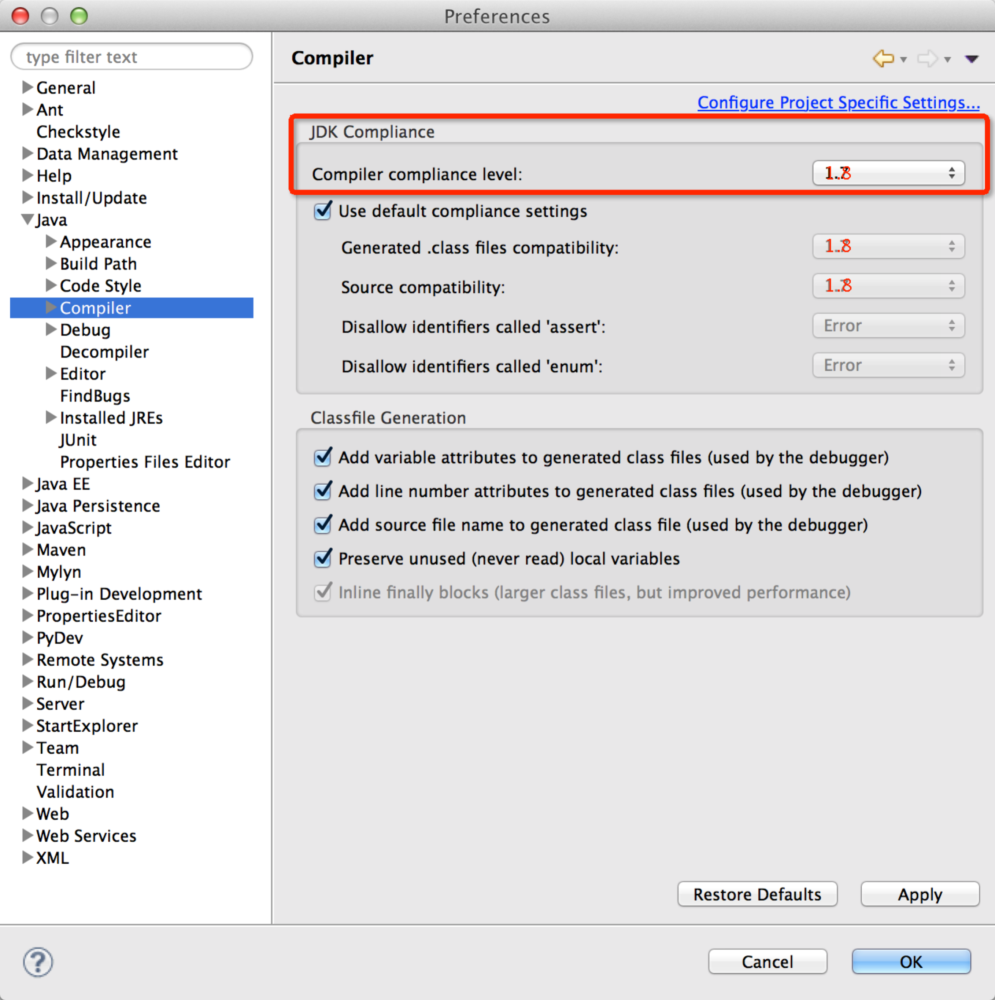 Preferences
type filter text
General
Ant
Checkstyle
Data Management
Help
Install/Update
Java
Appearance
Build Path
Code Style
Compiler
Debug
Decompiler
Editor
FindBugs
Installed JREs
JUnit
Properties Files Editor
Java EE
Java Persistence
JavaScript
Maven
Mylyn
Plug-in Development
PropertiesEditor
PyDev
Remote Systems
Run/Debug
Server
StartExplorer
Team
Terminal
Validation
Web
Web Services
XML
Compiler
Configure Project Specific Settings...
JDK Compliance
Compiler compliance level: 1.8
Use default compliance settings
Generated .class files compatibility: 1.8
Source compatibility: 1.8
Disallow identifiers called 'assert': Error
Disallow identifiers called 'enum': Error
Classfile Generation
Add variable attributes to generated class files (used by the debugger)
Add line number attributes to generated class files (used by the debugger)
Add source file name to generated class file (used by the debugger)
Preserve unused (never read) local variables
Inline finally blocks (larger class files, but improved performance)
Restore Defaults Apply
? Cancel OK